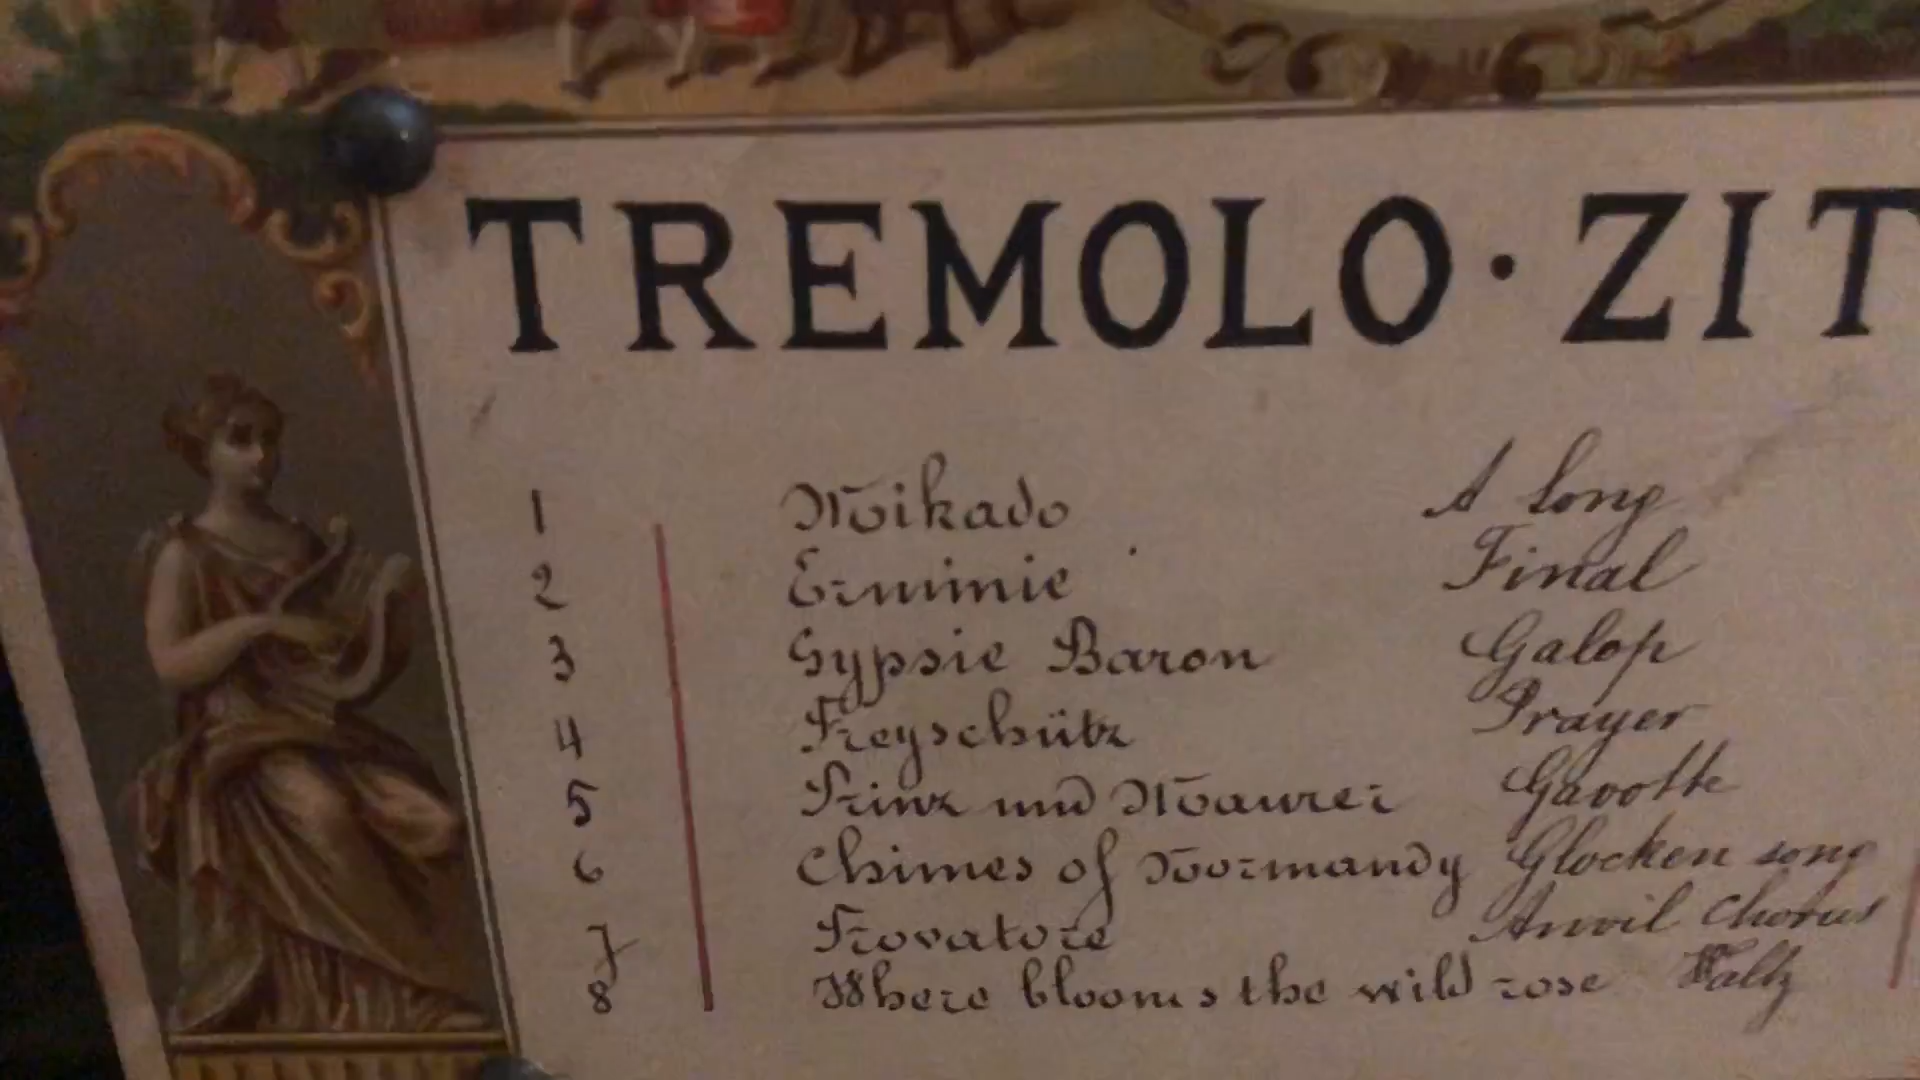 TREMOLO · ZIT
1 Mikado A long
2 Erminie Final
3 Gypsie Baron Galop
4 Freyschütz Prayer
5 Prinz und Maurer Gavotte
6 Chimes of Normandy Glocken song
7 Trovatore Anvil Chorus
8 Where blooms the wild rose Waltz